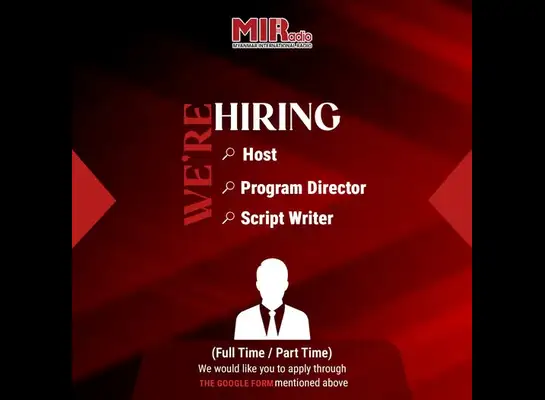 MIRadio
MYANMAR INTERNATIONAL RADIO
WE'RE
HIRING
Host
Program Director
Script Writer
(Full Time / Part Time)
We would like you to apply through
THE GOOGLE FORM mentioned above